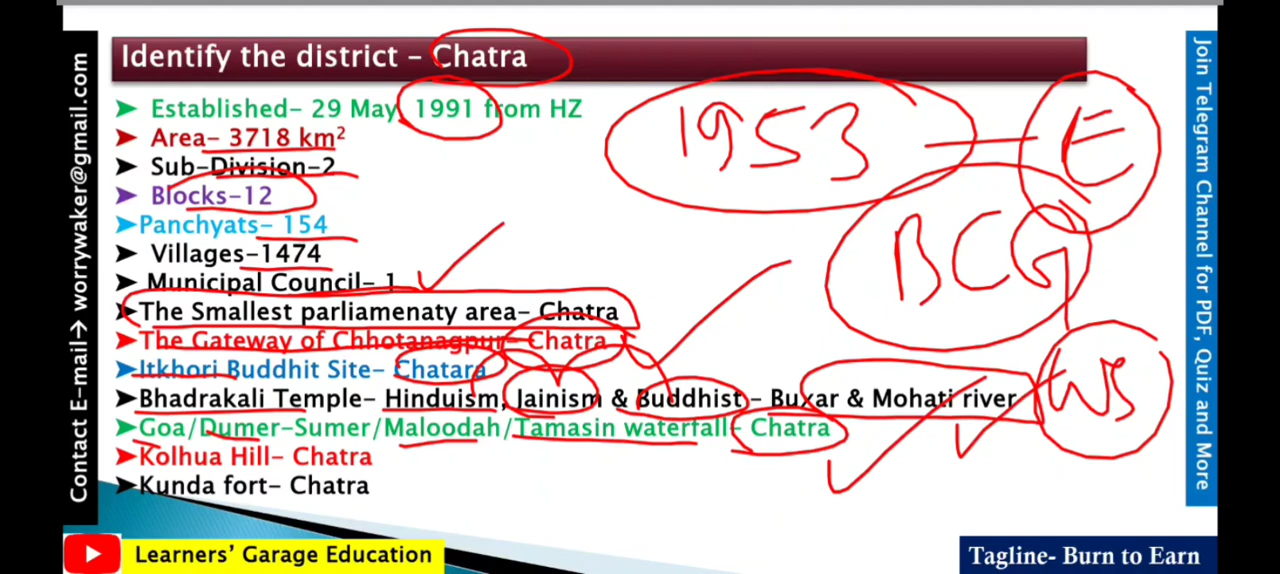 Identify the district – Chatra
Established– 29 May, 1991 from HZ
Area– 3718 km²
Sub-Division-2
Blocks-12
Panchyats– 154
Villages-1474
Municipal Council– 1
The Smallest parliamenaty area– Chatra
The Gateway of Chhotanagpur– Chatra
Itkhori Buddhit Site– Chatara
Bhadrakali Temple– Hinduism, Jainism & Buddhist – Buxar & Mohati river
Goa/Dumer-Sumer/Maloodah/Tamasin waterfall– Chatra
Kolhua Hill– Chatra
Kunda fort– Chatra
1953 — E
BCG
WS
Contact E-mail→ worrywaker@gmail.com
Join Telegram Channel for PDF, Quiz and More
Learners' Garage Education
Tagline- Burn to Earn